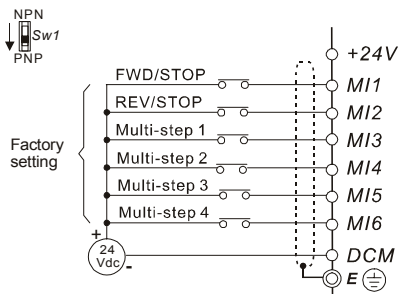 NPN
Sw1
PNP
+24V
FWD/STOP
MI1
REV/STOP
MI2
Multi-step 1
MI3
Factory
setting
Multi-step 2
MI4
Multi-step 3
MI5
Multi-step 4
MI6
+
24
Vdc
-
DCM
E